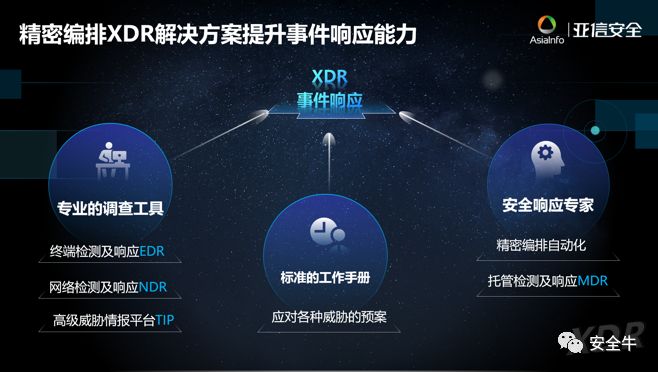 精密编排XDR解决方案提升事件响应能力
AsiaInfo 亚信安全
XDR
事件响应
专业的调查工具
终端检测及响应EDR
网络检测及响应NDR
高级威胁情报平台TIP
标准的工作手册
应对各种威胁的预案
安全响应专家
精密编排自动化
托管检测及响应MDR
XDR
安全牛